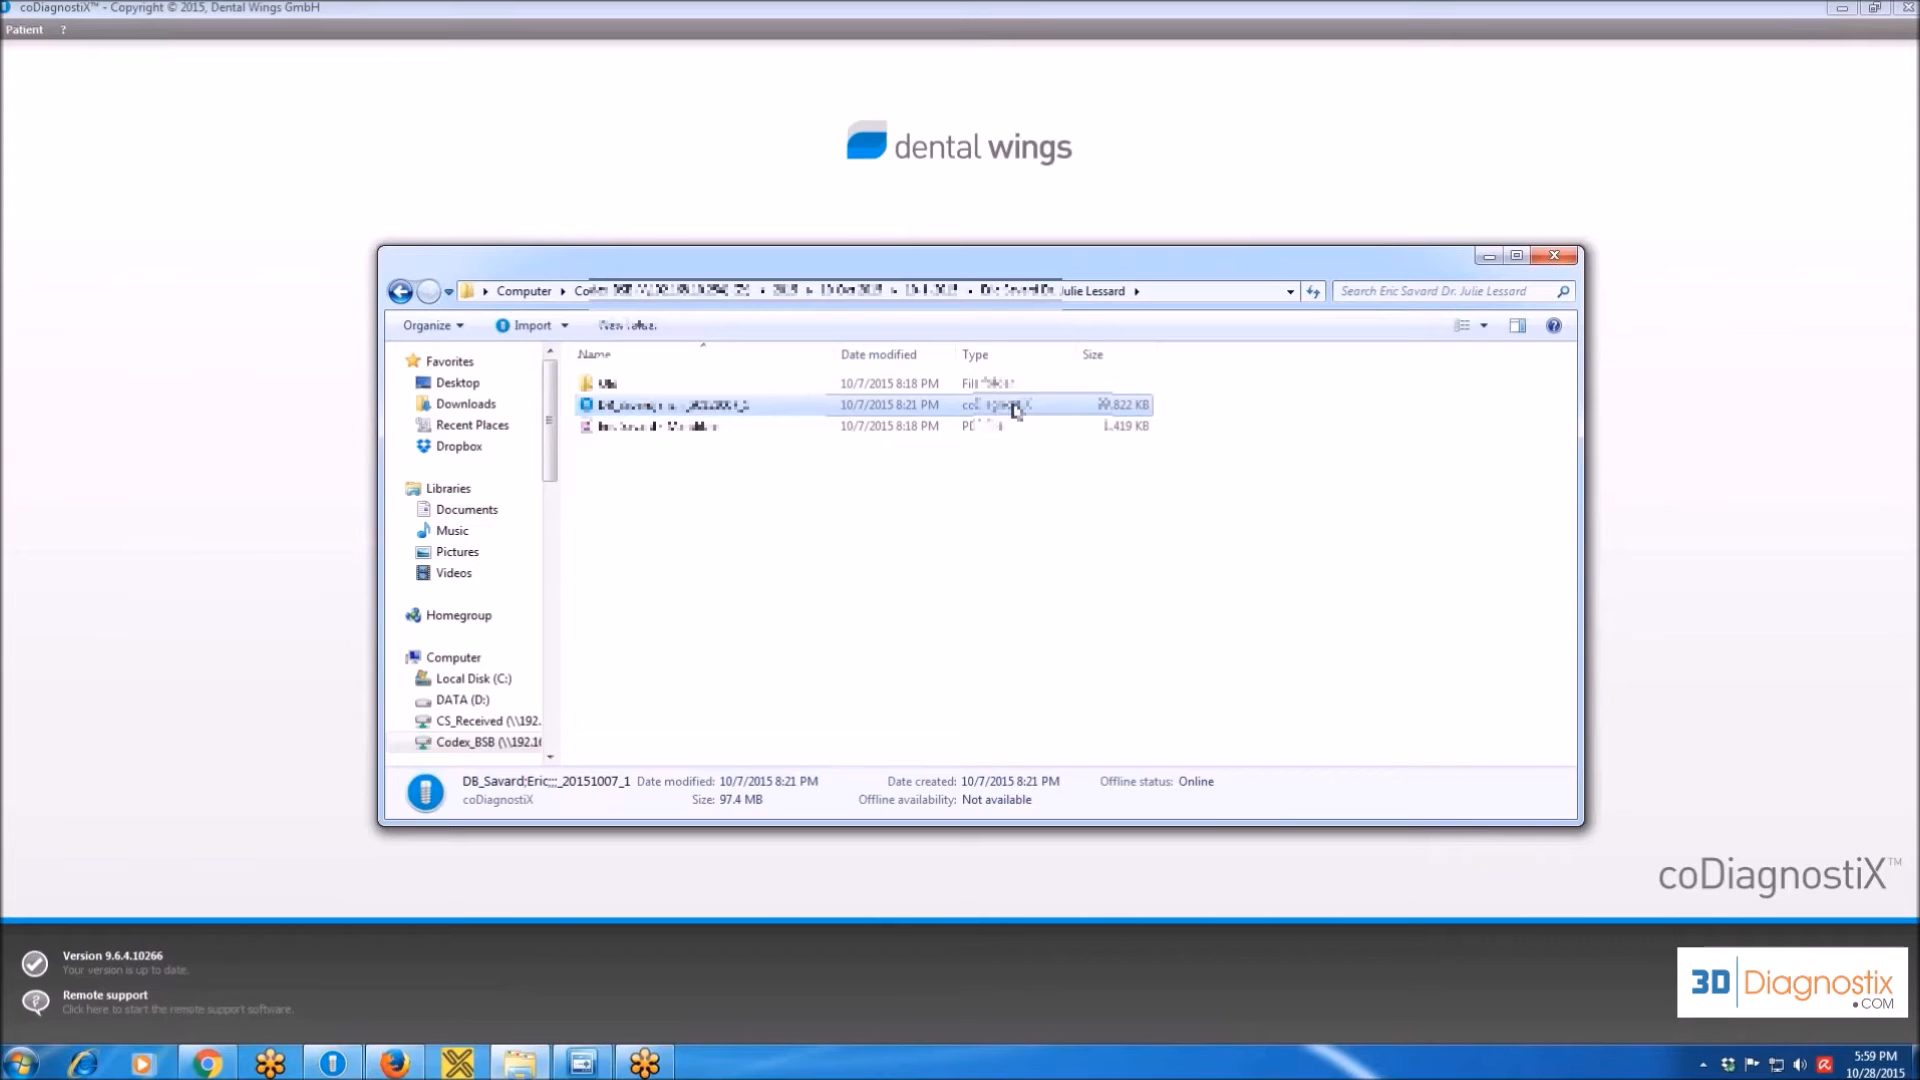 coDiagnostiX™ - Copyright © 2015, Dental Wings GmbH
Patient ?
dental wings
Computer Julie Lessard
Search Eric Savard Dr. Julie Lessard
Organize Import
Name Date modified Type Size
10/7/2015 8:18 PM
10/7/2015 8:21 PM
10/7/2015 8:18 PM 1,419 KB
Favorites
Desktop
Downloads
Recent Places
Dropbox
Libraries
Documents
Music
Pictures
Videos
Homegroup
Computer
Local Disk (C:)
DATA (D:)
CS_Received (\\192.
Codex_BSB (\\192.16
DB_Savard;Eric;;;_20151007_1 Date modified: 10/7/2015 8:21 PM Date created: 10/7/2015 8:21 PM Offline status: Online
coDiagnostiX Size: 97.4 MB Offline availability: Not available
coDiagnostiX™
Version 9.6.4.10266
Your version is up to date.
Remote support
Click here to start the remote support software.
3D Diagnostix
.COM
5:59 PM
10/28/2015